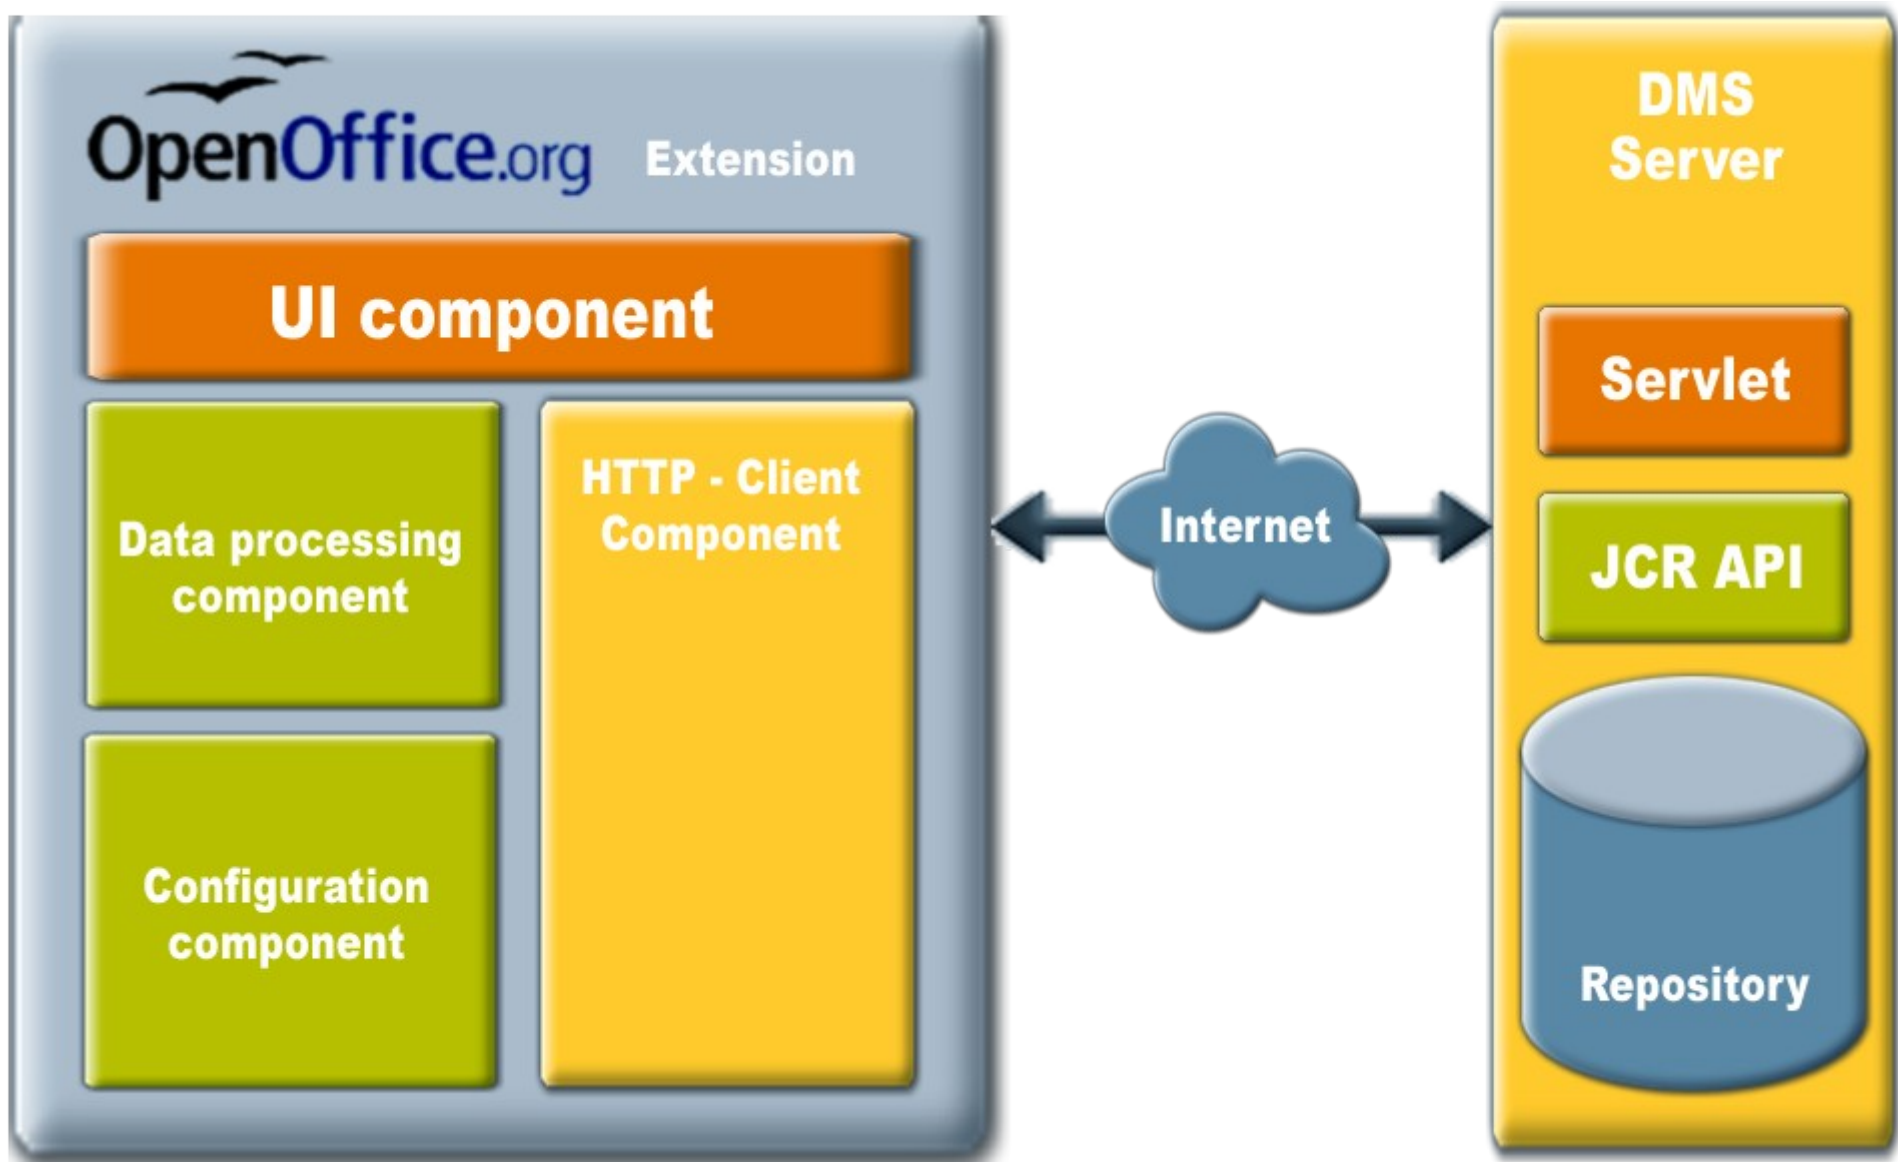 OpenOffice.org Extension
UI component
Data processing
component
HTTP - Client
Component
Configuration
component
Internet
DMS
Server
Servlet
JCR API
Repository